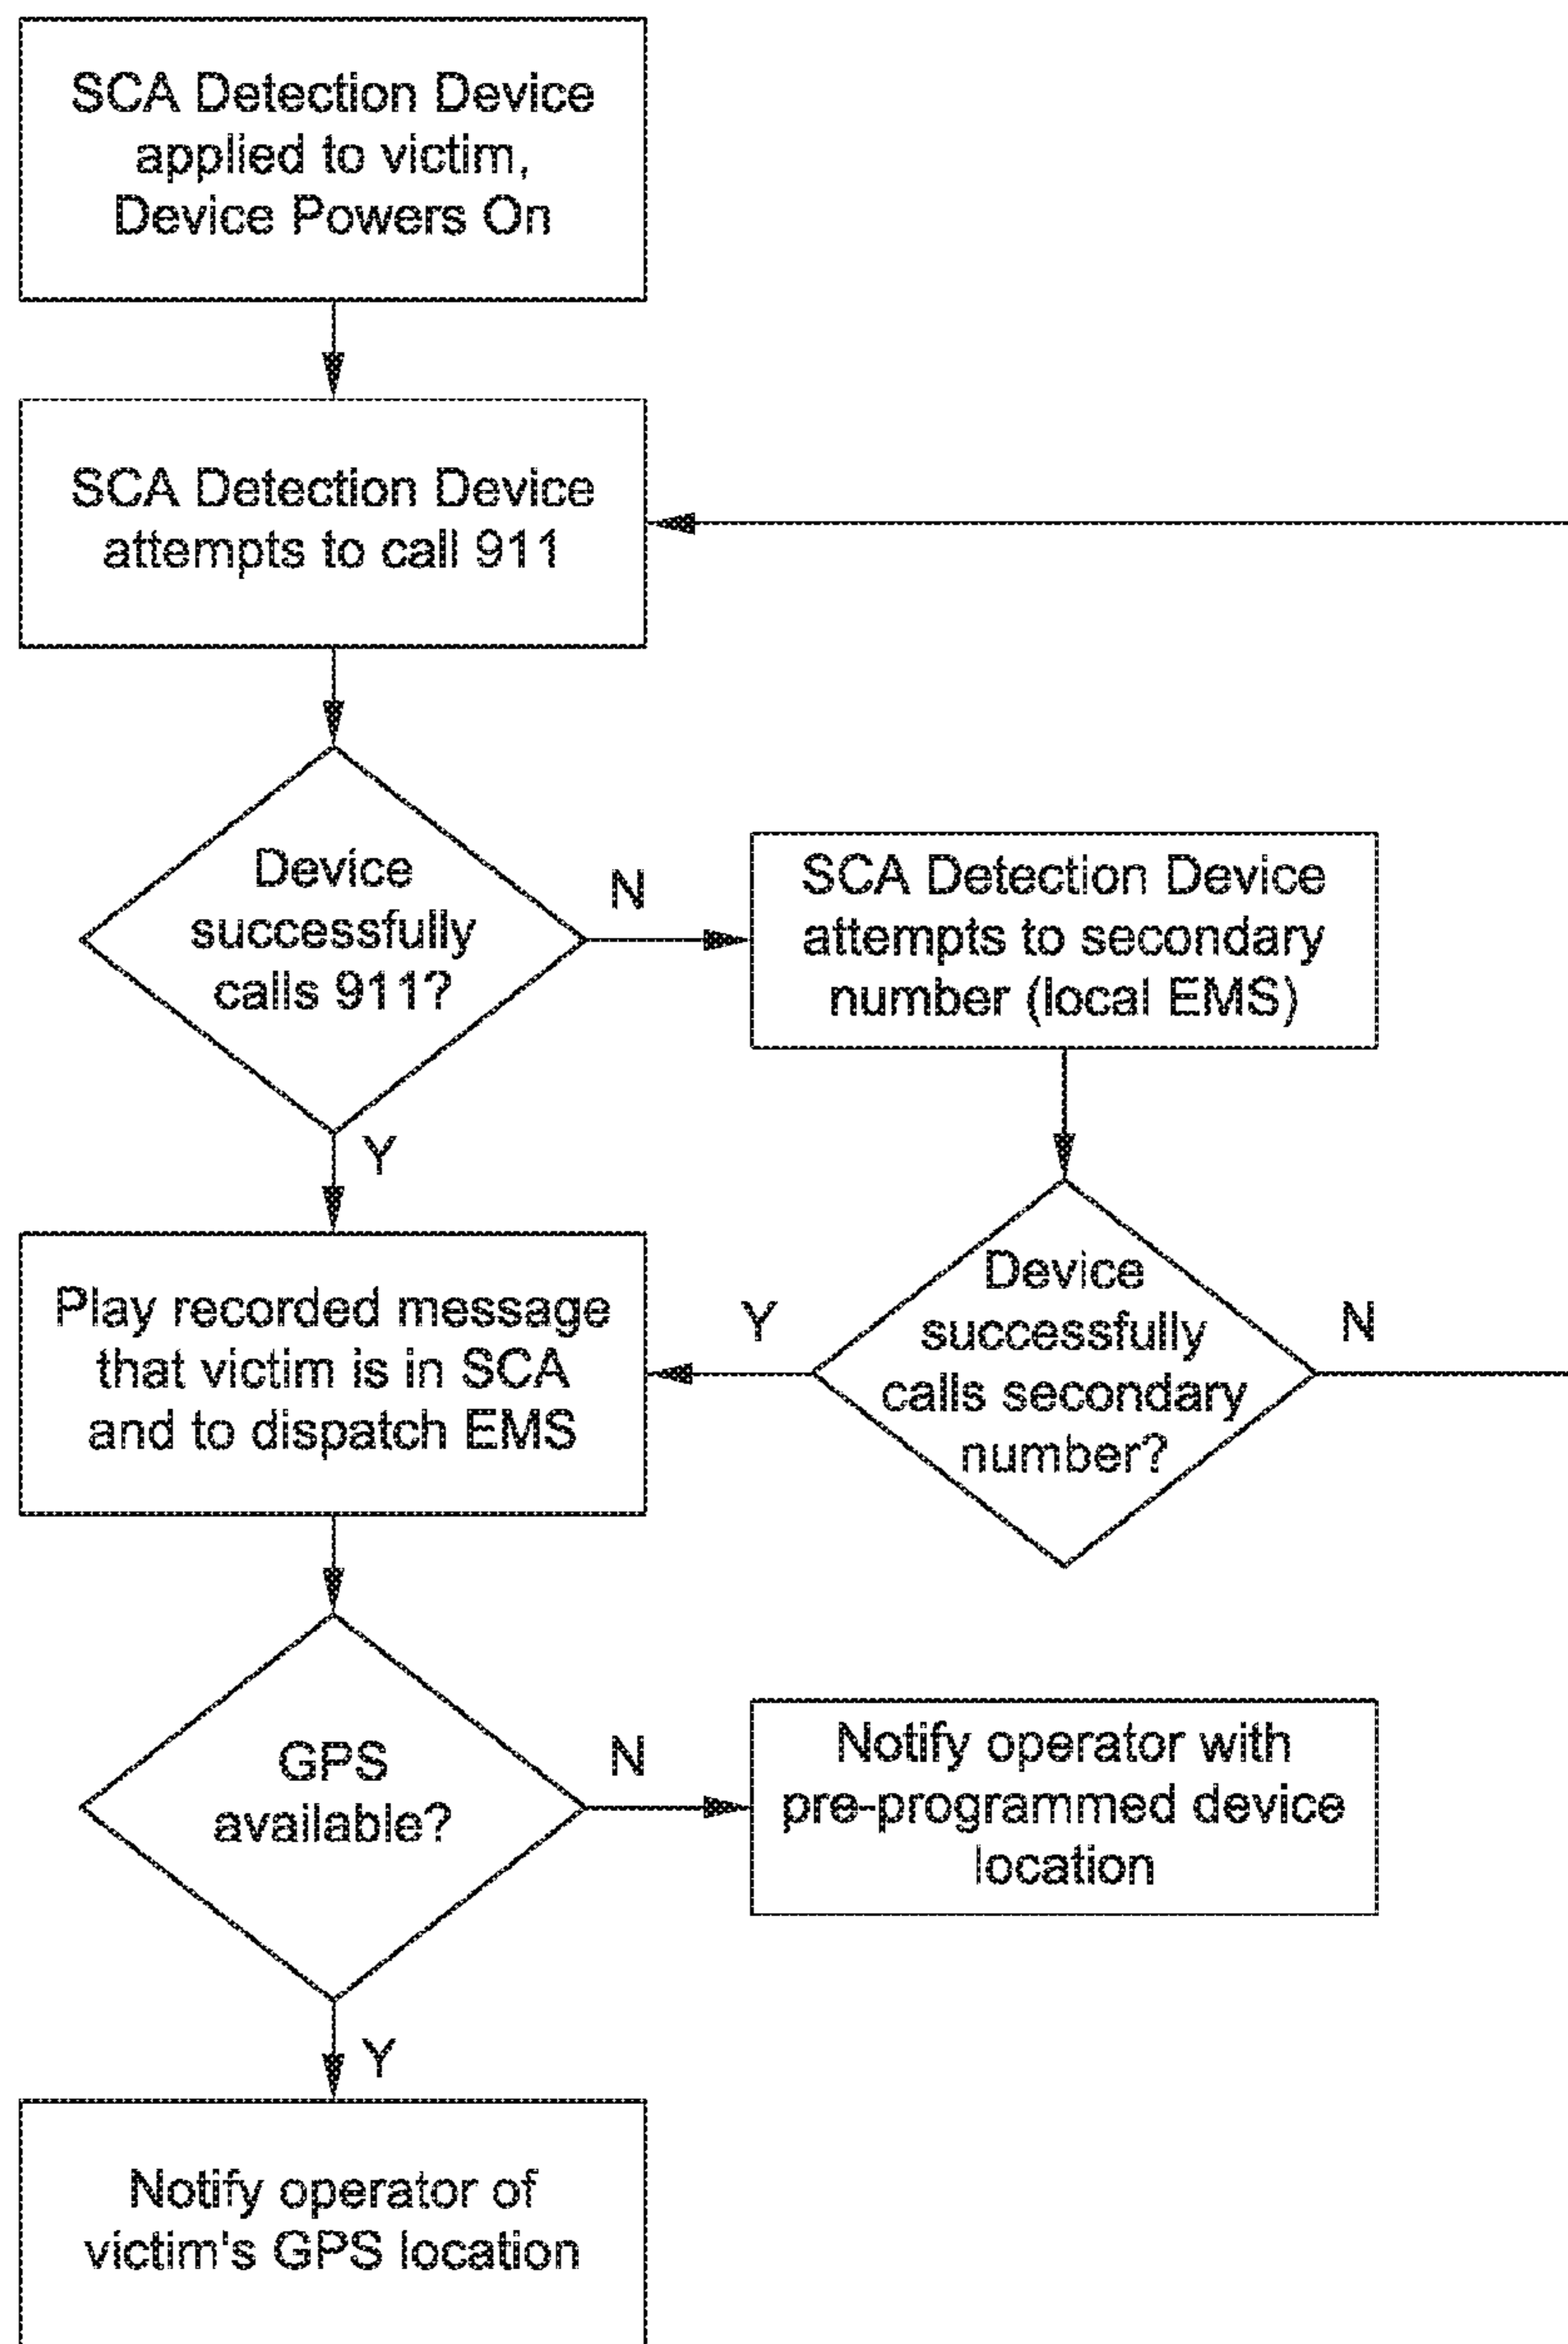 SCA Detection Device
applied to victim,
Device Powers On
SCA Detection Device
attempts to call 911
Device
successfully
calls 911?
N
SCA Detection Device
attempts to secondary
number (local EMS)
Y
Play recorded message
that victim is in SCA
and to dispatch EMS
Y
Device
successfully
calls secondary
number?
N
GPS
available?
N
Notify operator with
pre-programmed device
location
Y
Notify operator of
victim's GPS location